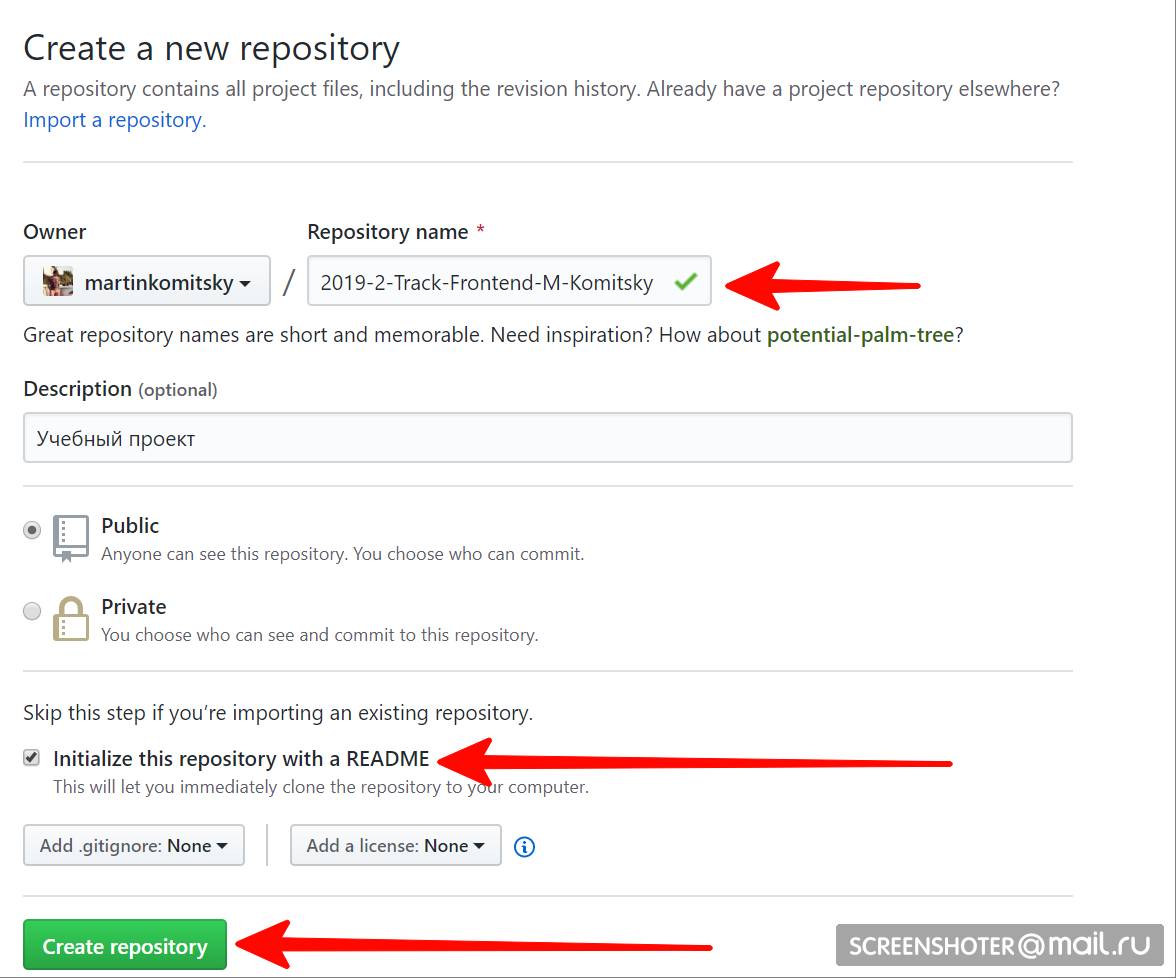 Create a new repository
A repository contains all project files, including the revision history. Already have a project repository elsewhere?
Import a repository.
Owner
Repository name *
martinkomitsky
/
2019-2-Track-Frontend-M-Komitsky
Great repository names are short and memorable. Need inspiration? How about potential-palm-tree?
Description (optional)
Учебный проект
Public
Anyone can see this repository. You choose who can commit.
Private
You choose who can see and commit to this repository.
Skip this step if you’re importing an existing repository.
Initialize this repository with a README
This will let you immediately clone the repository to your computer.
Add .gitignore: None
Add a license: None
Create repository
SCREENSHOTER@mail.ru